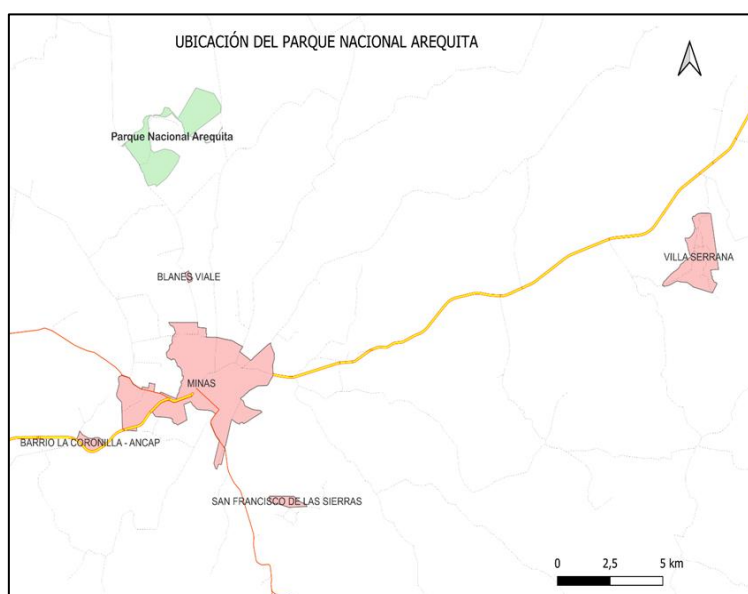 UBICACIÓN DEL PARQUE NACIONAL AREQUITA
Parque Nacional Arequita
VILLA SERRANA
BLANES VIALE
MINAS
BARRIO LA CORONILLA - ANCAP
SAN FRANCISCO DE LAS SIERRAS
0 2,5 5 km